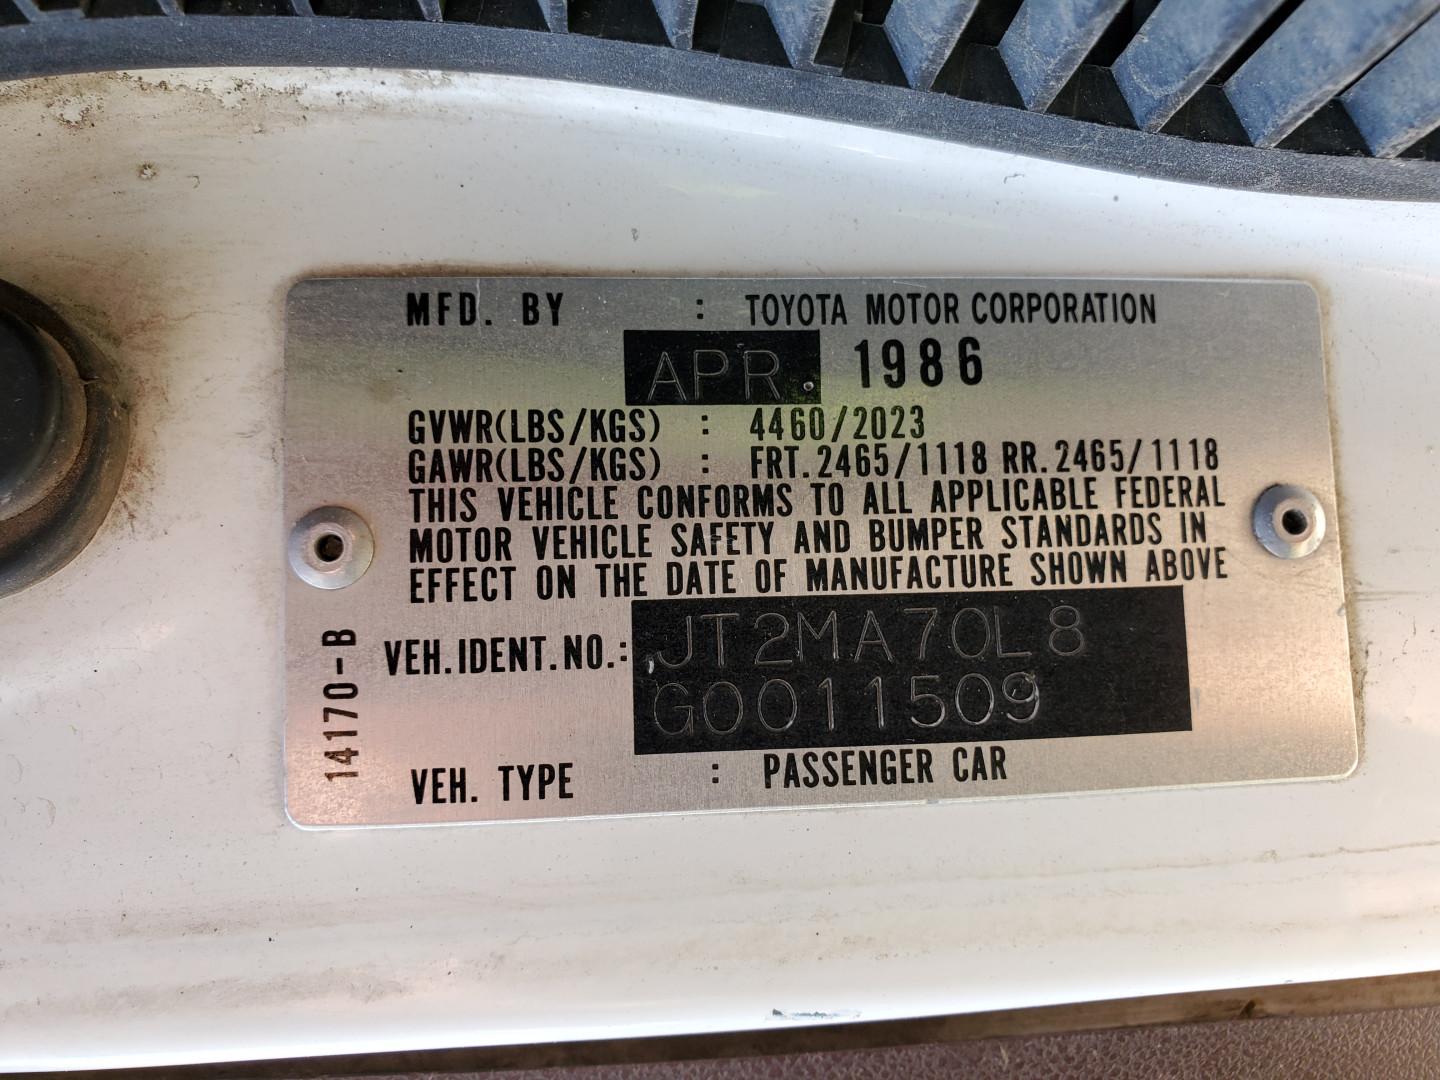 MFD. BY : TOYOTA MOTOR CORPORATION
APR. 1986
GVWR(LBS/KGS) : 4460/2023
GAWR(LBS/KGS) : FRT.2465/1118 RR.2465/1118
THIS VEHICLE CONFORMS TO ALL APPLICABLE FEDERAL
MOTOR VEHICLE SAFETY AND BUMPER STANDARDS IN
EFFECT ON THE DATE OF MANUFACTURE SHOWN ABOVE
VEH.IDENT.NO.: JT2MA70L8
G0011509
VEH. TYPE : PASSENGER CAR
14170-B